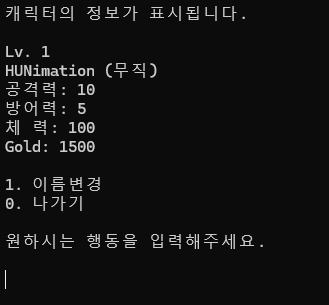 캐릭터의 정보가 표시됩니다.
Lv. 1
HUNimation (무직)
공격력: 10
방어력: 5
체 력: 100
Gold: 1500
1. 이름변경
0. 나가기
원하시는 행동을 입력해주세요.